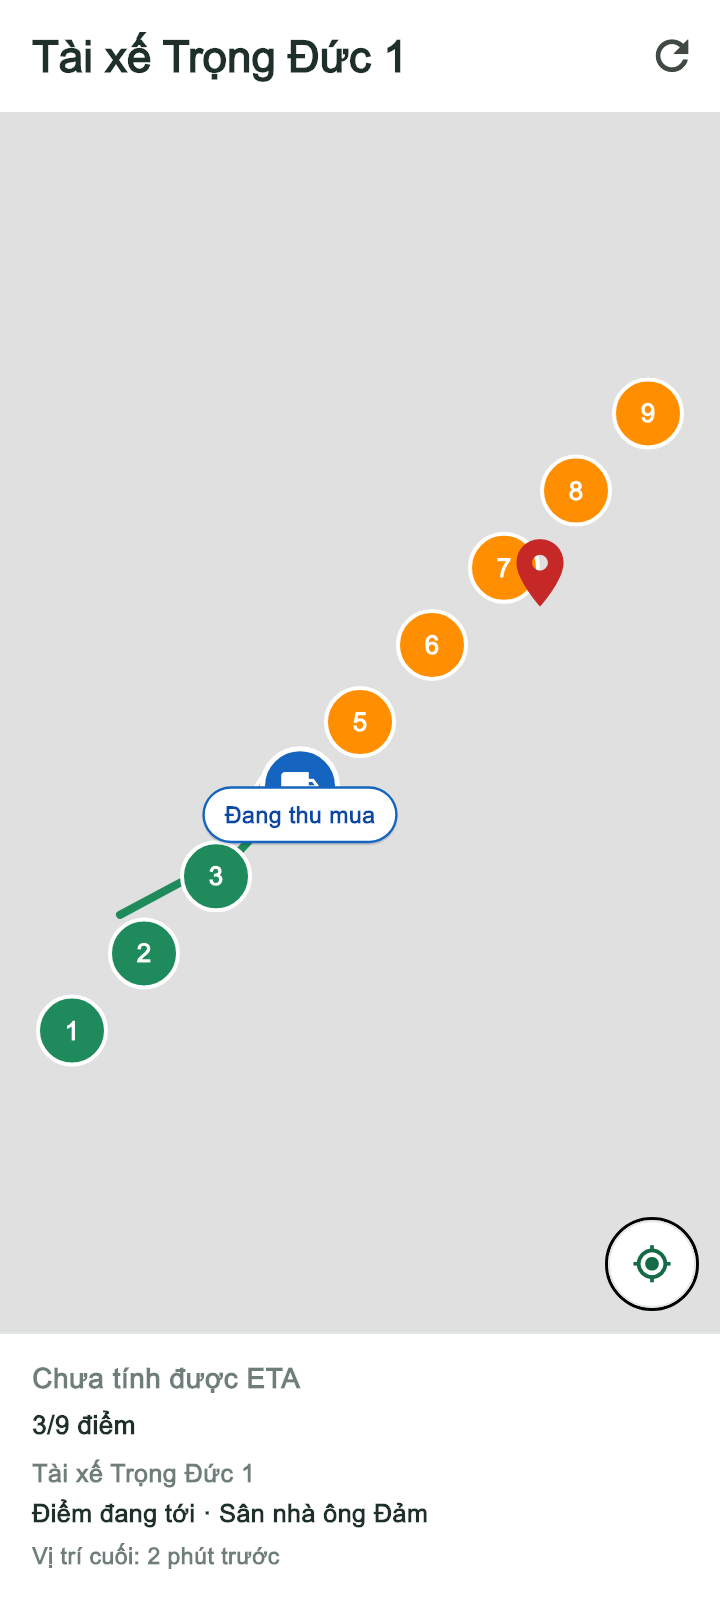 Tài xế Trọng Đức 1
9
8
7
6
5
Đang thu mua
3
2
1
Chưa tính được ETA
3/9 điểm
Tài xế Trọng Đức 1
Điểm đang tới · Sân nhà ông Đảm
Vị trí cuối: 2 phút trước